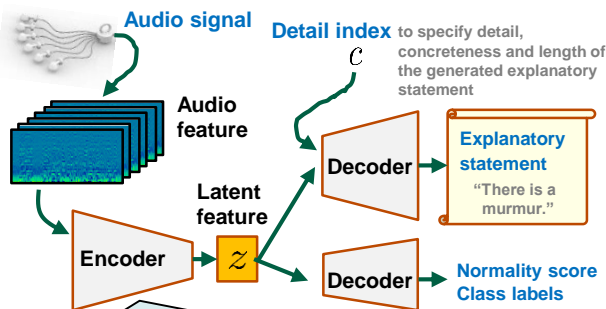 Audio signal
Audio
feature
Detail index
c
to specify detail,
concreteness and length of
the generated explanatory
statement
Decoder
Explanatory
statement
“There is a
murmur.”
Latent
feature
Encoder
z
Decoder
Normality score
Class labels